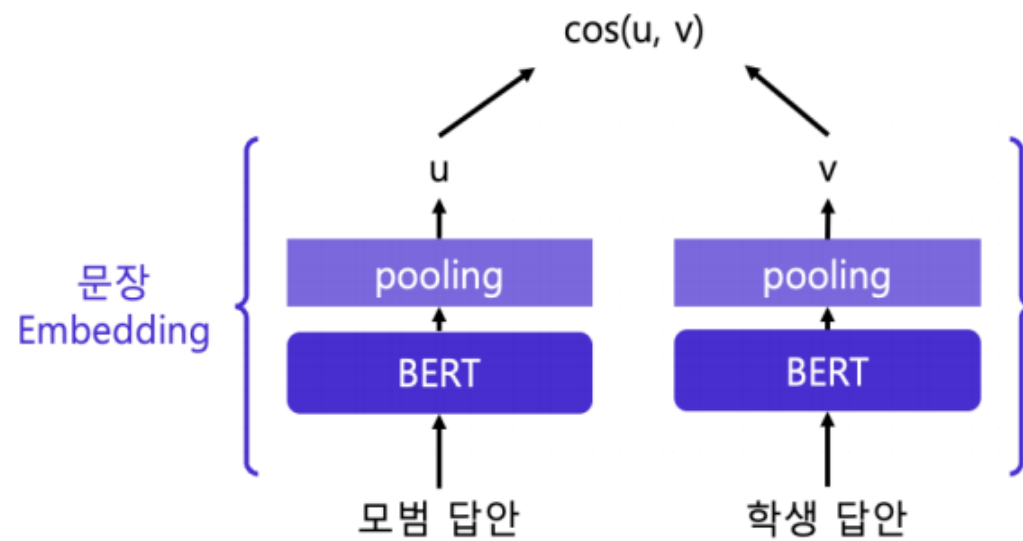 cos(u, v)
u
v
문장
Embedding
pooling
pooling
BERT
BERT
모범 답안
학생 답안